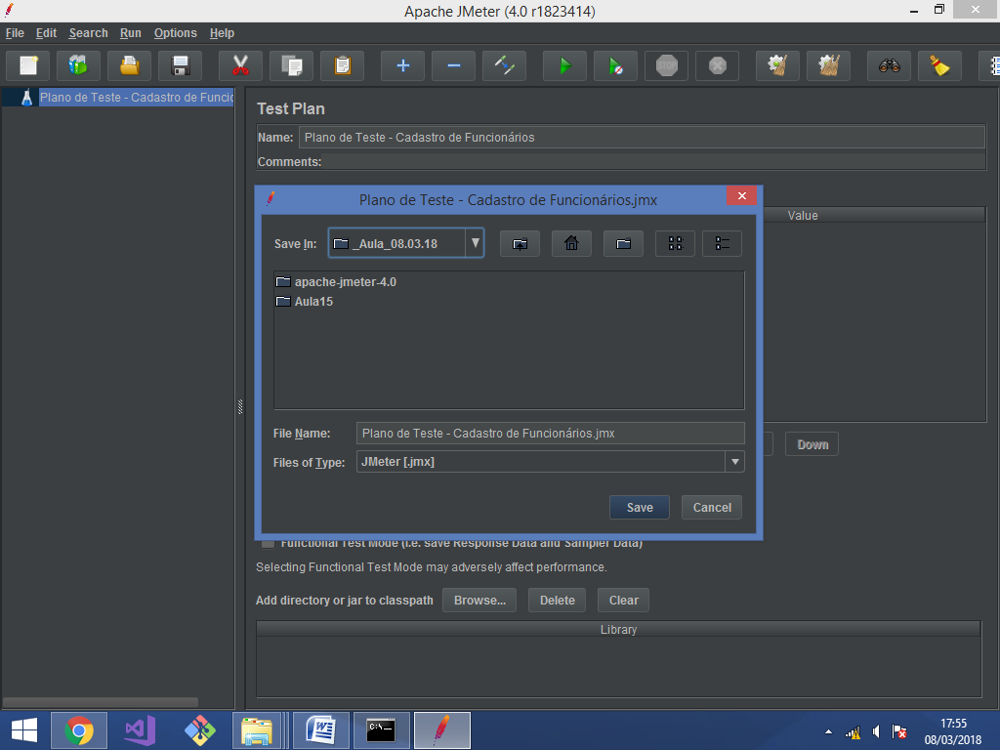 Apache JMeter (4.0 r1823414)
File Edit Search Run Options Help
STOP
Plano de Teste - Cadastro de Funcio
Test Plan
Name: Plano de Teste - Cadastro de Funcionários
Comments:
Value
Plano de Teste - Cadastro de Funcionários.jmx
Save In: _Aula_08.03.18
apache-jmeter-4.0
Aula15
File Name: Plano de Teste - Cadastro de Funcionários.jmx
Files of Type: JMeter [.jmx]
Save Cancel
Down
Functional Test Mode (i.e. save Response Data and Sampler Data)
Selecting Functional Test Mode may adversely affect performance.
Add directory or jar to classpath Browse... Delete Clear
Library
17:55
08/03/2018